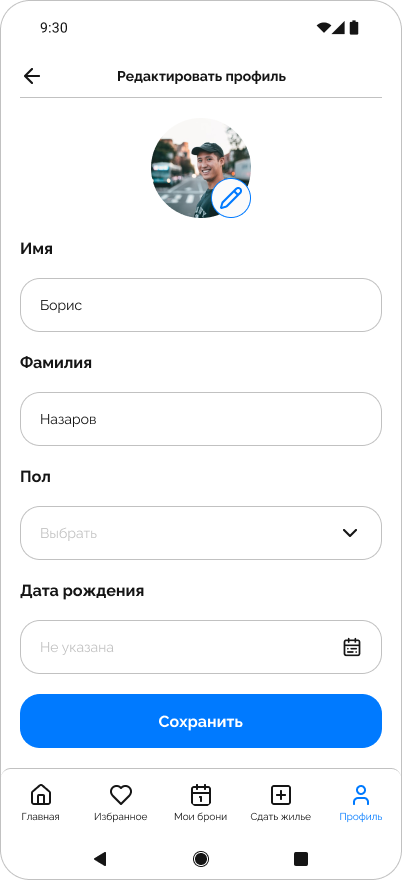 9:30
Редактировать профиль
Имя
Борис
Фамилия
Назаров
Пол
Выбрать
Дата рождения
Не указана
Сохранить
Главная Избранное Мои брони Сдать жилье Профиль